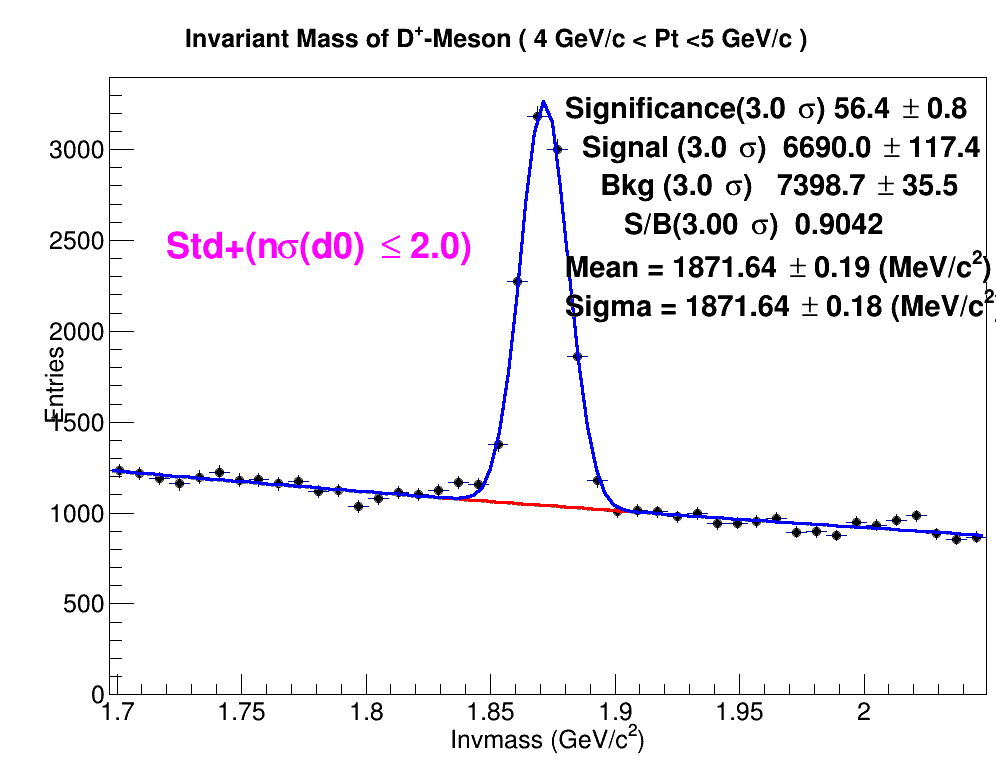 Invariant Mass of D⁺-Meson ( 4 GeV/c < Pt <5 GeV/c )
Significance(3.0 σ) 56.4 ± 0.8
Signal (3.0 σ) 6690.0 ± 117.4
Bkg (3.0 σ) 7398.7 ± 35.5
S/B(3.00 σ) 0.9042
Mean = 1871.64 ± 0.19 (MeV/c²)
Sigma = 1871.64 ± 0.18 (MeV/c²)
Std+(nσ(d0) ≤ 2.0)
Entries
3000
2500
2000
1500
1000
500
0
1.7 1.75 1.8 1.85 1.9 1.95 2
Invmass (GeV/c²)